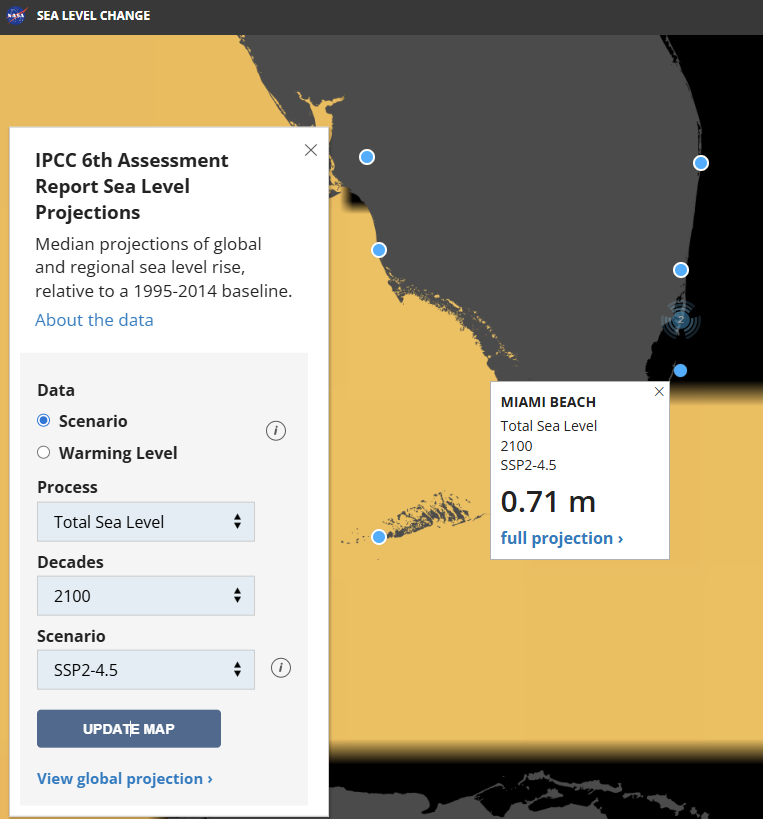 NASA
SEA LEVEL CHANGE
IPCC 6th Assessment
Report Sea Level
Projections
Median projections of global
and regional sea level rise,
relative to a 1995-2014 baseline.
About the data
Data
Scenario
i
Warming Level
Process
Total Sea Level
Decades
2100
Scenario
SSP2-4.5
i
UPDATE MAP
View global projection ›
2
MIAMI BEACH
Total Sea Level
2100
SSP2-4.5
0.71 m
full projection ›